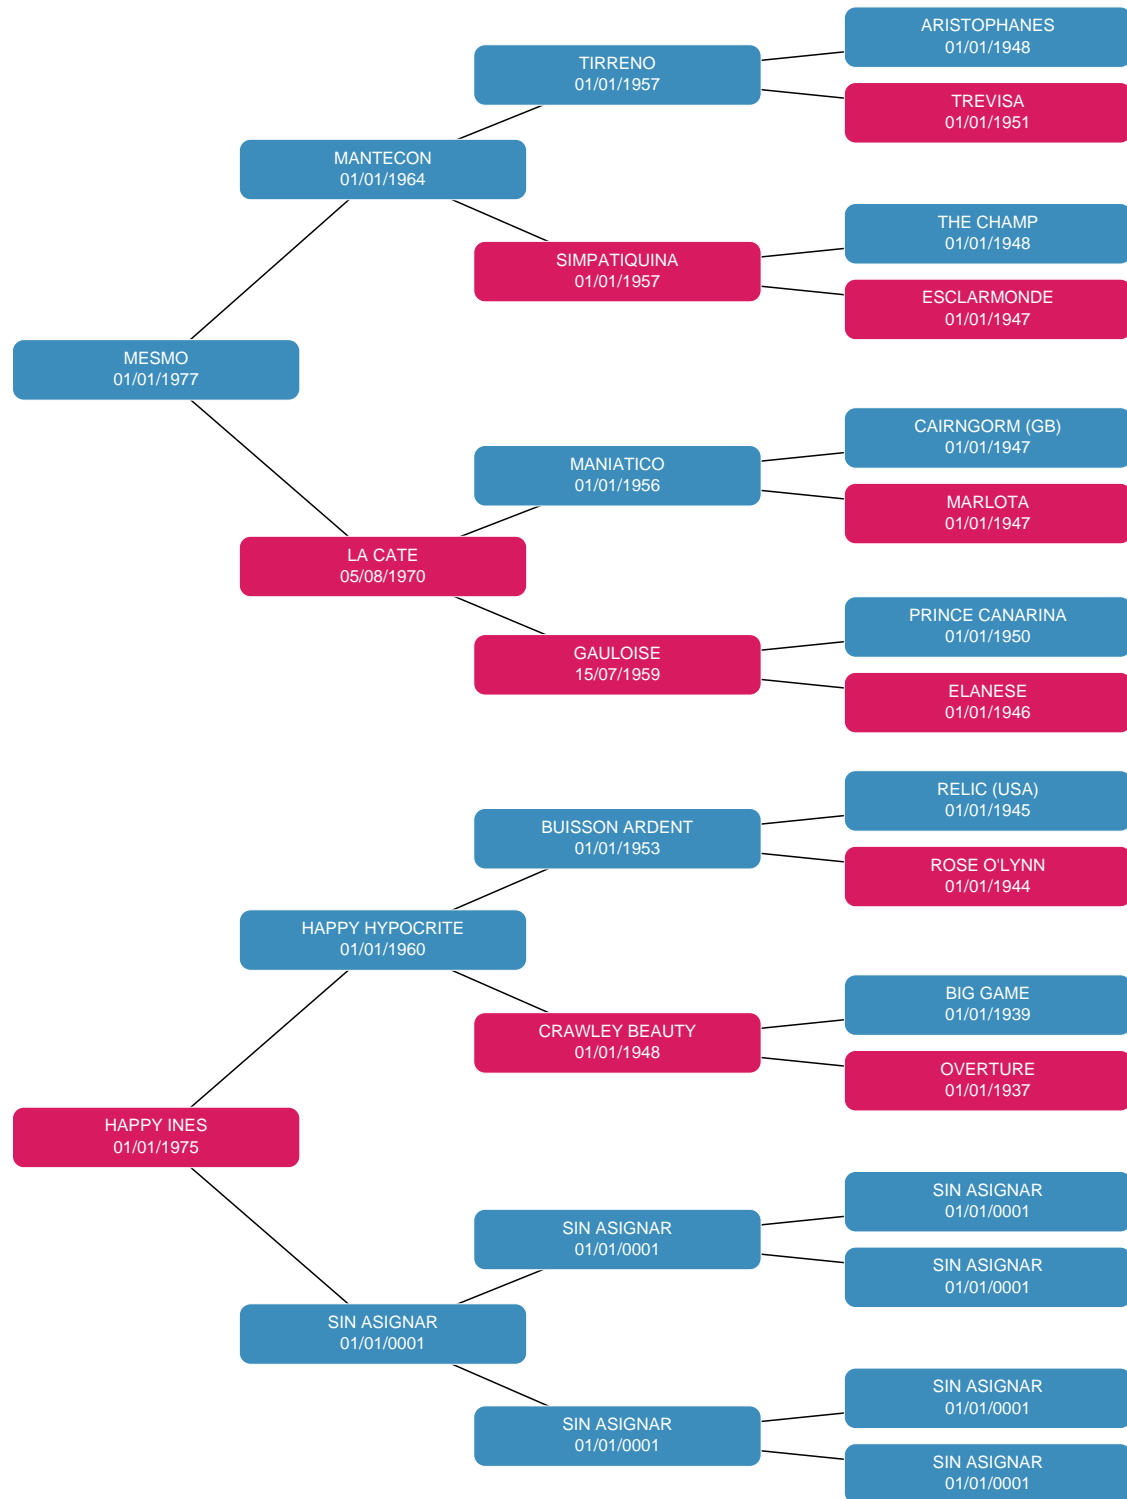 ARISTOPHANES
01/01/1948
TIRRENO
01/01/1957
TREVISA
01/01/1951
MANTECON
01/01/1964
THE CHAMP
01/01/1948
SIMPATIQUINA
01/01/1957
ESCLARMONDE
01/01/1947
MESMO
01/01/1977
CAIRNGORM (GB)
01/01/1947
MANIATICO
01/01/1956
MARLOTA
01/01/1947
LA CATE
05/08/1970
PRINCE CANARINA
01/01/1950
GAULOISE
15/07/1959
ELANESE
01/01/1946
RELIC (USA)
01/01/1945
BUISSON ARDENT
01/01/1953
ROSE O'LYNN
01/01/1944
HAPPY HYPOCRITE
01/01/1960
BIG GAME
01/01/1939
CRAWLEY BEAUTY
01/01/1948
OVERTURE
01/01/1937
HAPPY INES
01/01/1975
SIN ASIGNAR
01/01/0001
SIN ASIGNAR
01/01/0001
SIN ASIGNAR
01/01/0001
SIN ASIGNAR
01/01/0001
SIN ASIGNAR
01/01/0001
SIN ASIGNAR
01/01/0001
SIN ASIGNAR
01/01/0001